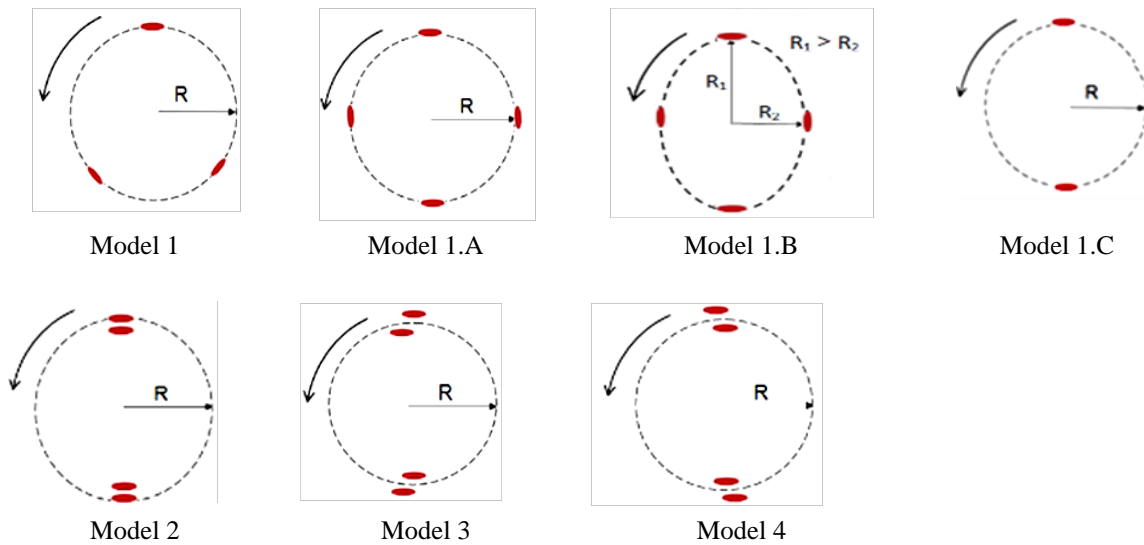 R
R
R₁ > R₂
R₁
R₂
R
Model 1
Model 1.A
Model 1.B
Model 1.C
R
R
R
Model 2
Model 3
Model 4